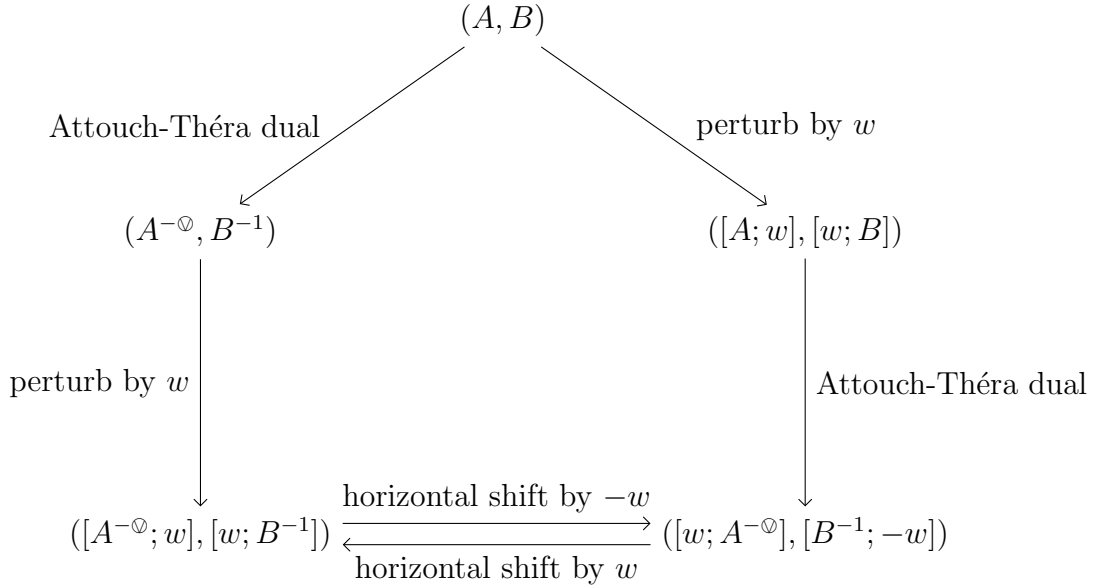 (A, B)
Attouch-Théra dual
perturb by w
(A^{-⦸}, B^{-1})
([A; w], [w; B])
perturb by w
Attouch-Théra dual
horizontal shift by −w
([A^{-⦸}; w], [w; B^{-1}])
([w; A^{-⦸}], [B^{-1}; −w])
horizontal shift by w